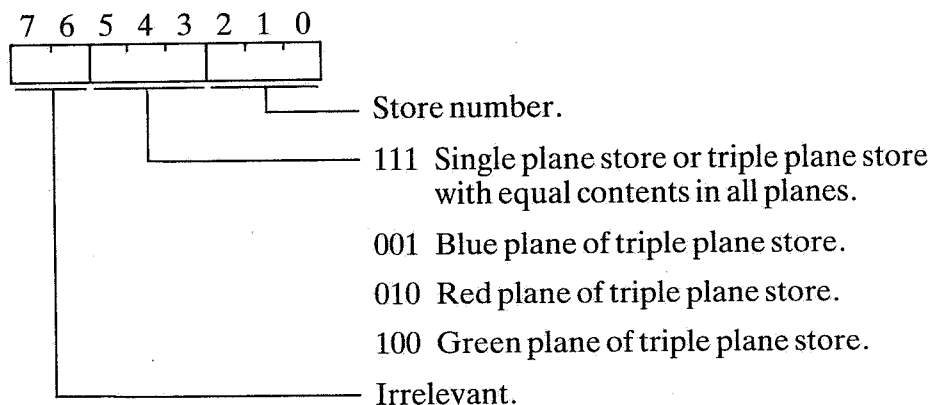 7 6 5 4 3 2 1 0
Store number.
111 Single plane store or triple plane store
with equal contents in all planes.
001 Blue plane of triple plane store.
010 Red plane of triple plane store.
100 Green plane of triple plane store.
Irrelevant.